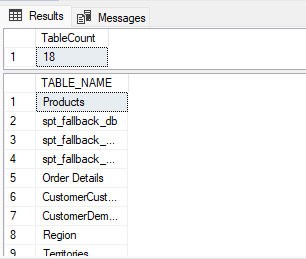 Results Messages
TableCount
1 18
TABLE_NAME
1 Products
2 spt_fallback_db
3 spt_fallback_...
4 spt_fallback_...
5 Order Details
6 CustomerCust...
7 CustomerDem...
8 Region
9 Territories